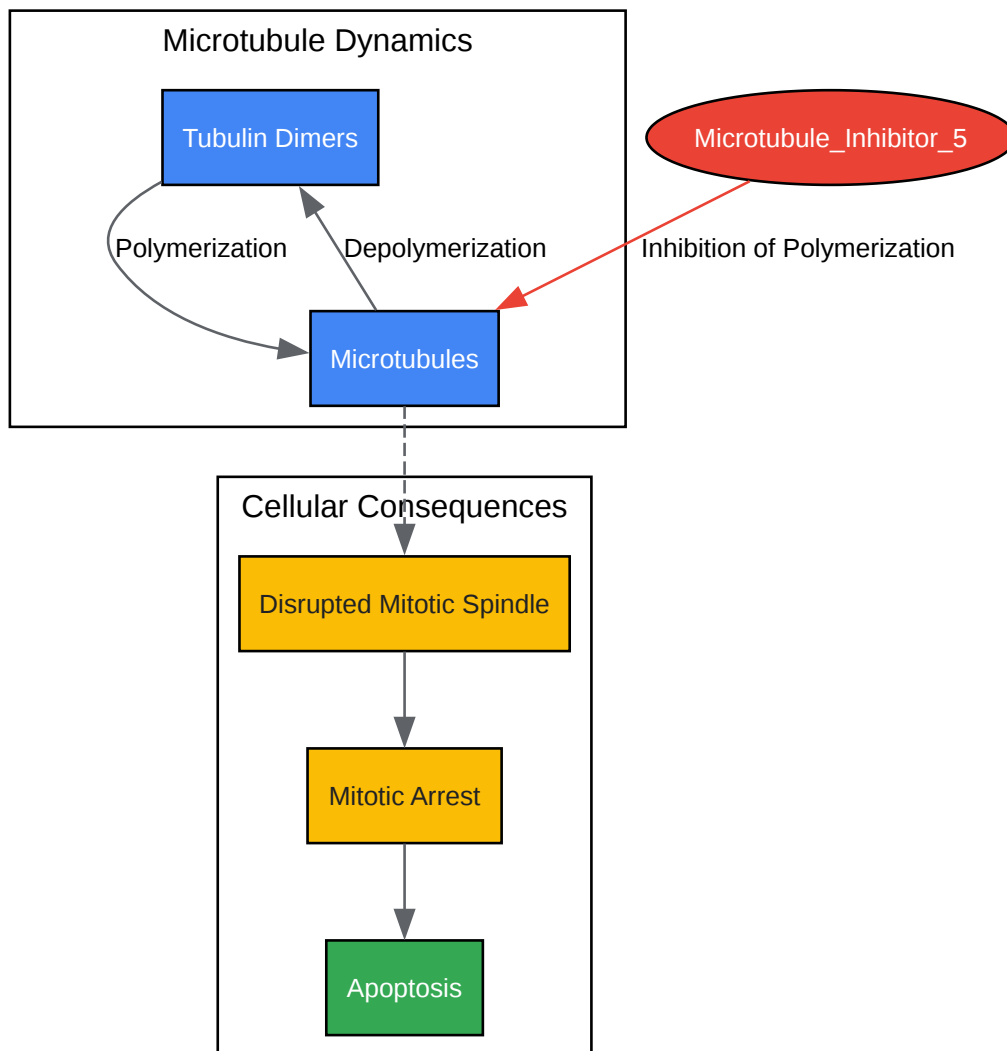 Microtubule Dynamics
Tubulin Dimers
Microtubule_Inhibitor_5
Polymerization
Depolymerization
Inhibition of Polymerization
Microtubules
Cellular Consequences
Disrupted Mitotic Spindle
Mitotic Arrest
Apoptosis